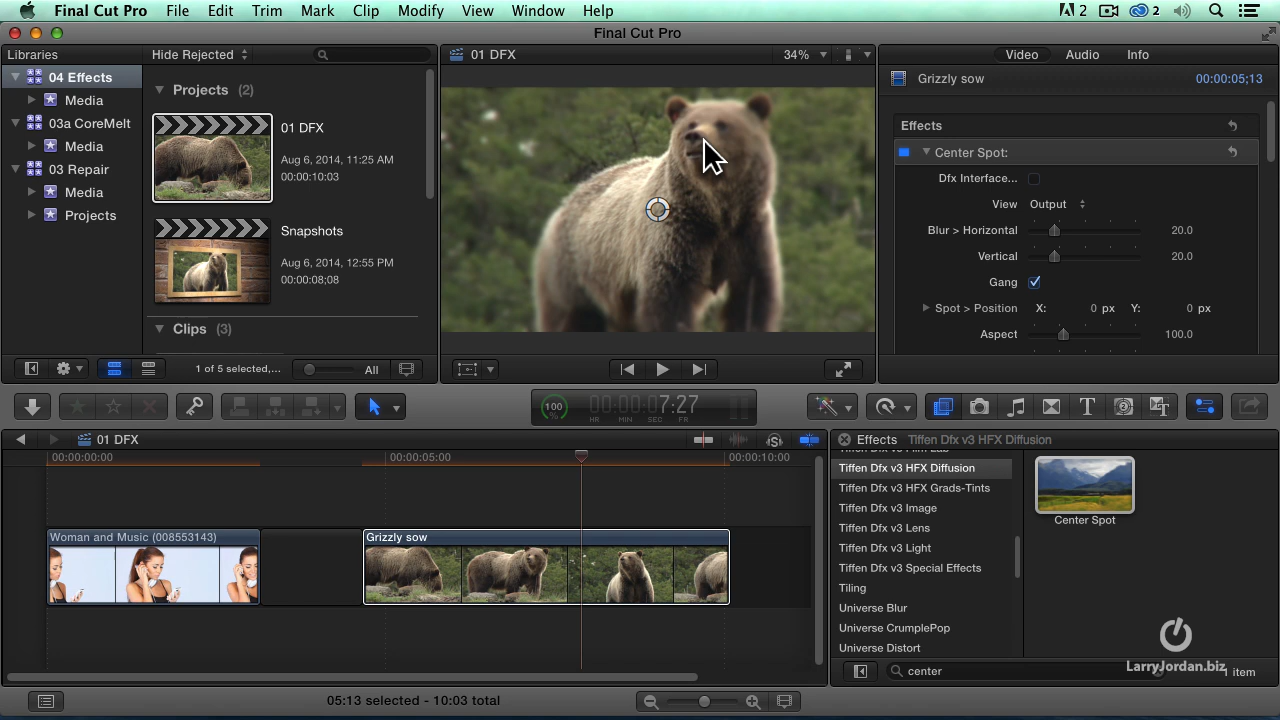 Final Cut Pro File Edit Trim Mark Clip Modify View Window Help 2 2
Final Cut Pro
Libraries
Hide Rejected
04 Effects
Media
03a CoreMelt
Media
03 Repair
Media
Projects
Projects (2)
01 DFX
Aug 6, 2014, 11:25 AM
00:00:10:03
Snapshots
Aug 6, 2014, 12:55 PM
00:00:08;08
Clips (3)
1 of 5 selected,...
All
01 DFX
34%
Video Audio Info
Grizzly sow 00:00:05;13
Effects
Center Spot:
Dfx Interface...
View Output
Blur > Horizontal 20.0
Vertical 20.0
Gang
Spot > Position X: 0 px Y: 0 px
Aspect 100.0
100
%
00:00:07:27
HR MIN SEC FR
01 DFX
00:00:00:00
00:00:05:00
00:00:10:00
Woman and Music (008553143)
Grizzly sow
Effects Tiffen Dfx v3 HFX Diffusion
Tiffen Dfx v3 Film Lab
Tiffen Dfx v3 HFX Diffusion
Tiffen Dfx v3 HFX Grads-Tints
Tiffen Dfx v3 Image
Tiffen Dfx v3 Lens
Tiffen Dfx v3 Light
Tiffen Dfx v3 Special Effects
Tiling
Universe Blur
Universe CrumplePop
Universe Distort
Center Spot
LarryJordan.biz
center
1 item
05:13 selected - 10:03 total